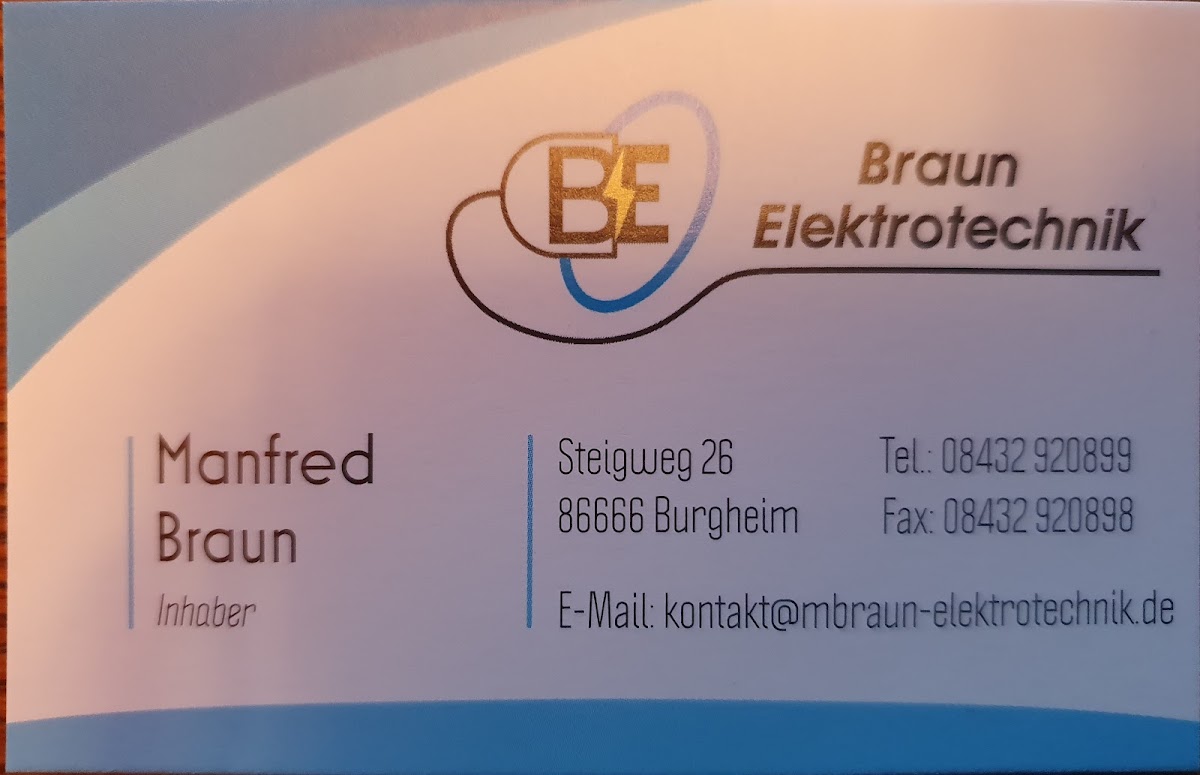 BE
Braun
Elektrotechnik
Manfred
Braun
Inhaber
Steigweg 26
86666 Burgheim
Tel.: 08432 920899
Fax: 08432 920898
E-Mail: kontakt@mbraun-elektrotechnik.de